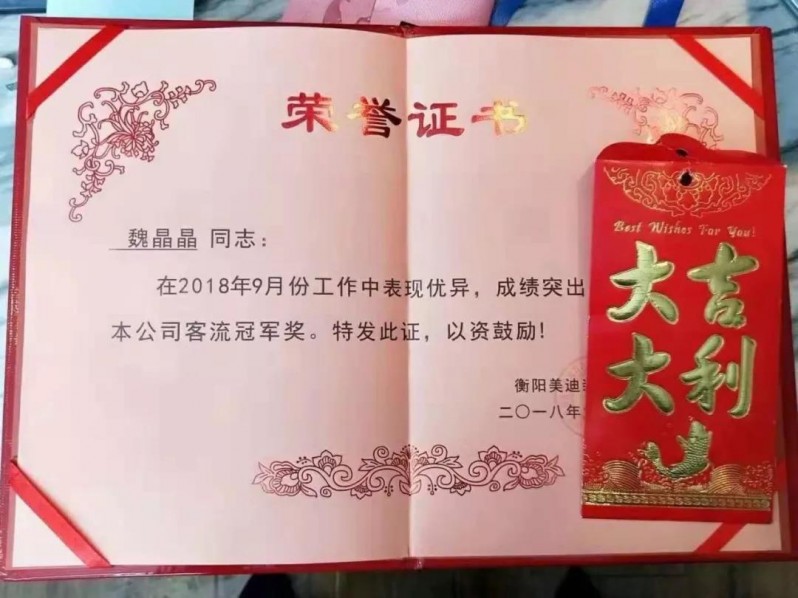 荣誉证书
魏晶晶 同志：
在2018年9月份工作中表现优异，成绩突出
本公司客流冠军奖。特发此证，以资鼓励！
衡阳美迪
二〇一八年
Best Wishes For You!
大吉
大利